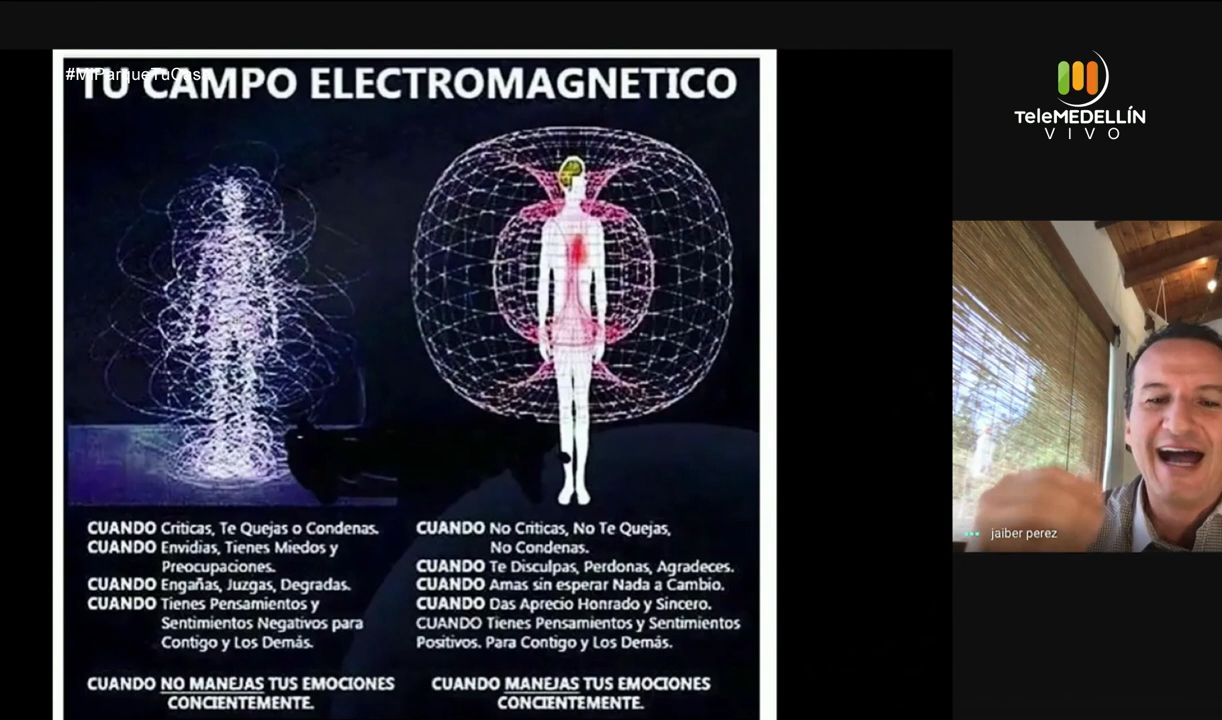 #MiParqueTuCasa
TU CAMPO ELECTROMAGNETICO
CUANDO Criticas, Te Quejas o Condenas.
CUANDO Envidias, Tienes Miedos y
Preocupaciones.
CUANDO Engañas, Juzgas, Degradas.
CUANDO Tienes Pensamientos y
Sentimientos Negativos para
Contigo y Los Demás.
CUANDO NO MANEJAS TUS EMOCIONES
CONCIENTEMENTE.
CUANDO No Criticas, No Te Quejas,
No Condenas.
CUANDO Te Disculpas, Perdonas, Agradeces.
CUANDO Amas sin esperar Nada a Cambio.
CUANDO Das Aprecio Honrado y Sincero.
CUANDO Tienes Pensamientos y Sentimientos
Positivos. Para Contigo y Los Demás.
CUANDO MANEJAS TUS EMOCIONES
CONCIENTEMENTE.
TeleMEDELLÍN
VIVO
jaiber perez